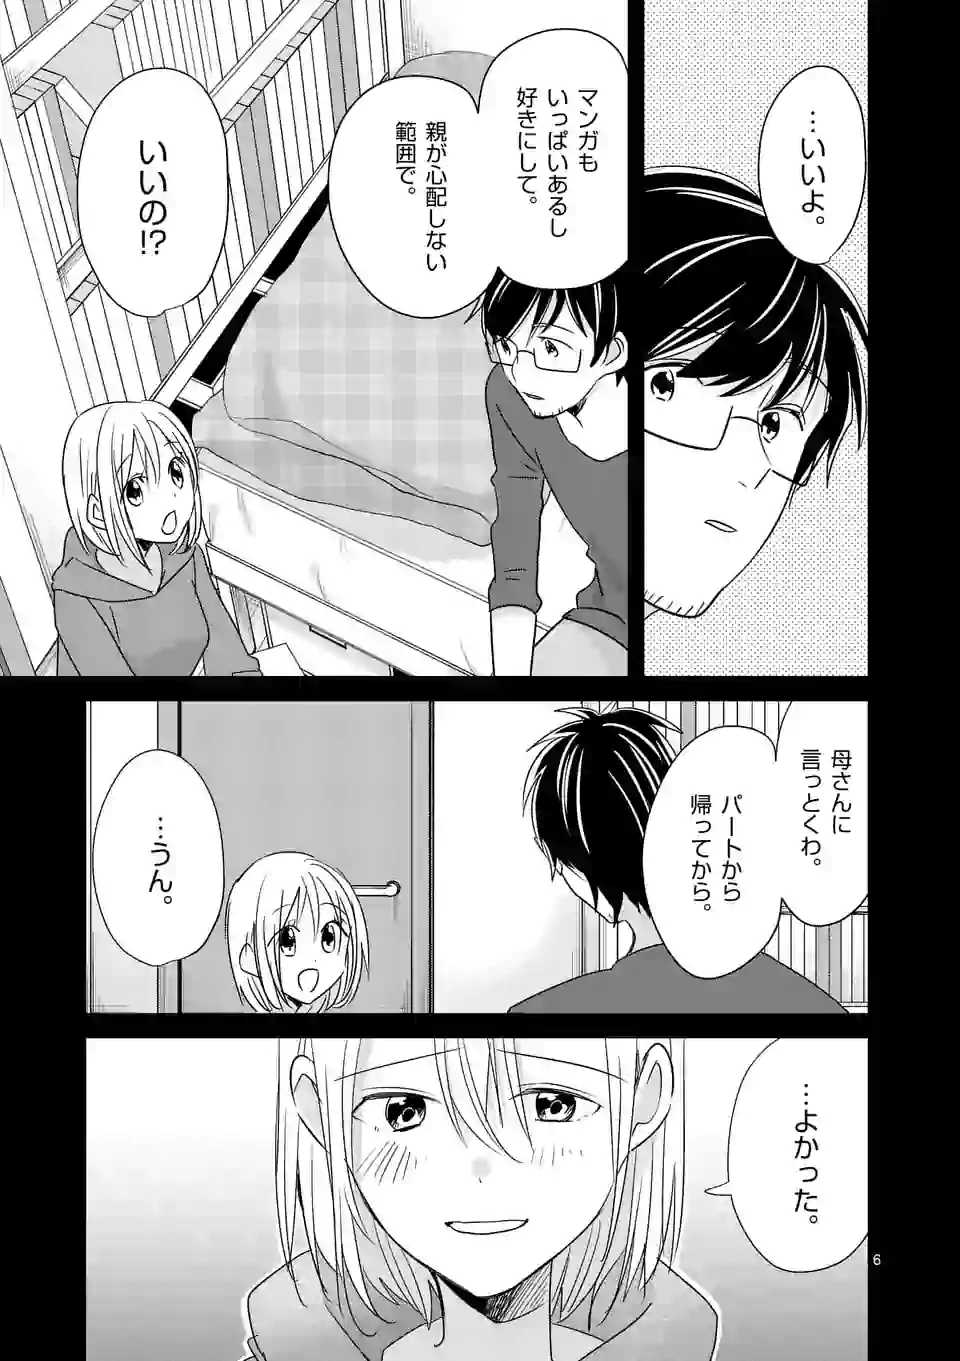 …いいよ。
マンガも
いっぱいあるし
好きにして。
親が心配しない
範囲で。
いいの!?
母さんに
言っとくわ。
パートから
帰ってから。
…うん。
…よかった。
6